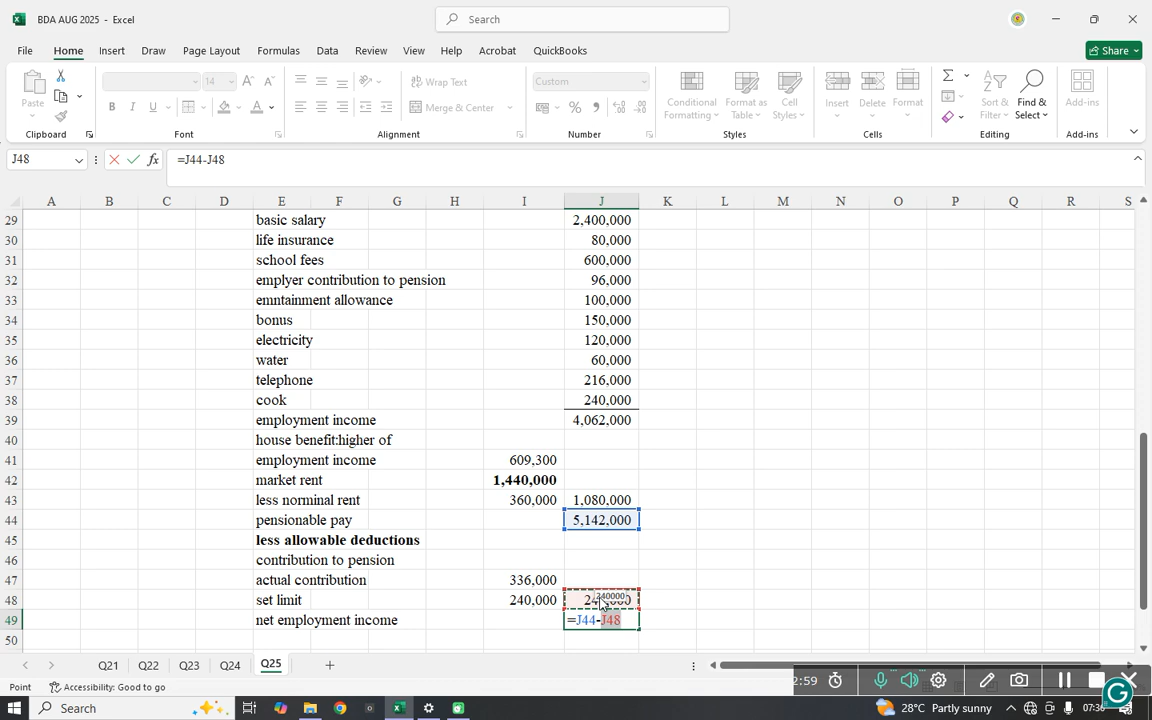 BDA AUG 2025 - Excel
Search
File Home Insert Draw Page Layout Formulas Data Review View Help Acrobat QuickBooks Share
14 A A Wrap Text Custom
Paste B I U A Merge & Center % , Conditional Formatting Format as Table Cell Styles Insert Delete Format Sort & Filter Find & Select Add-ins
Clipboard Font Alignment Number Styles Cells Editing Add-ins
J48 fx =J44-J48
A B C D E F G H I J K L M N O P Q R S
29 basic salary 2,400,000
30 life insurance 80,000
31 school fees 600,000
32 emplyer contribution to pension 96,000
33 emntainment allowance 100,000
34 bonus 150,000
35 electricity 120,000
36 water 60,000
37 telephone 216,000
38 cook 240,000
39 employment income 4,062,000
40 house benefit:higher of
41 employment income 609,300
42 market rent 1,440,000
43 less norminal rent 360,000 1,080,000
44 pensionable pay 5,142,000
45 less allowable deductions
46 contribution to pension
47 actual contribution 336,000
48 set limit 240,000 240000
49 net employment income =J44-J48
50
Q21 Q22 Q23 Q24 Q25
2:59
Point Accessibility: Good to go
Search 28°C Partly sunny 07:36